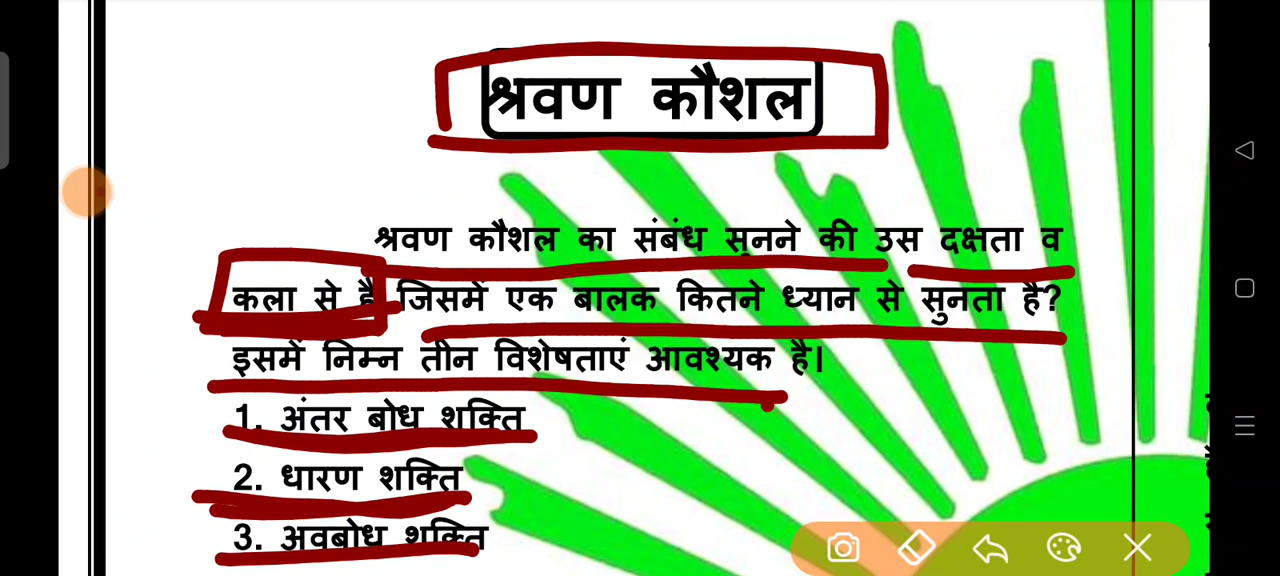 श्रवण कौशल
श्रवण कौशल का संबंध सुनने की उस दक्षता व
कला से है जिसमें एक बालक कितने ध्यान से सुनता है?
इसमें निम्न तीन विशेषताएं आवश्यक है।
1. अंतर बोध शक्ति
2. धारण शक्ति
3. अवबोध शक्ति